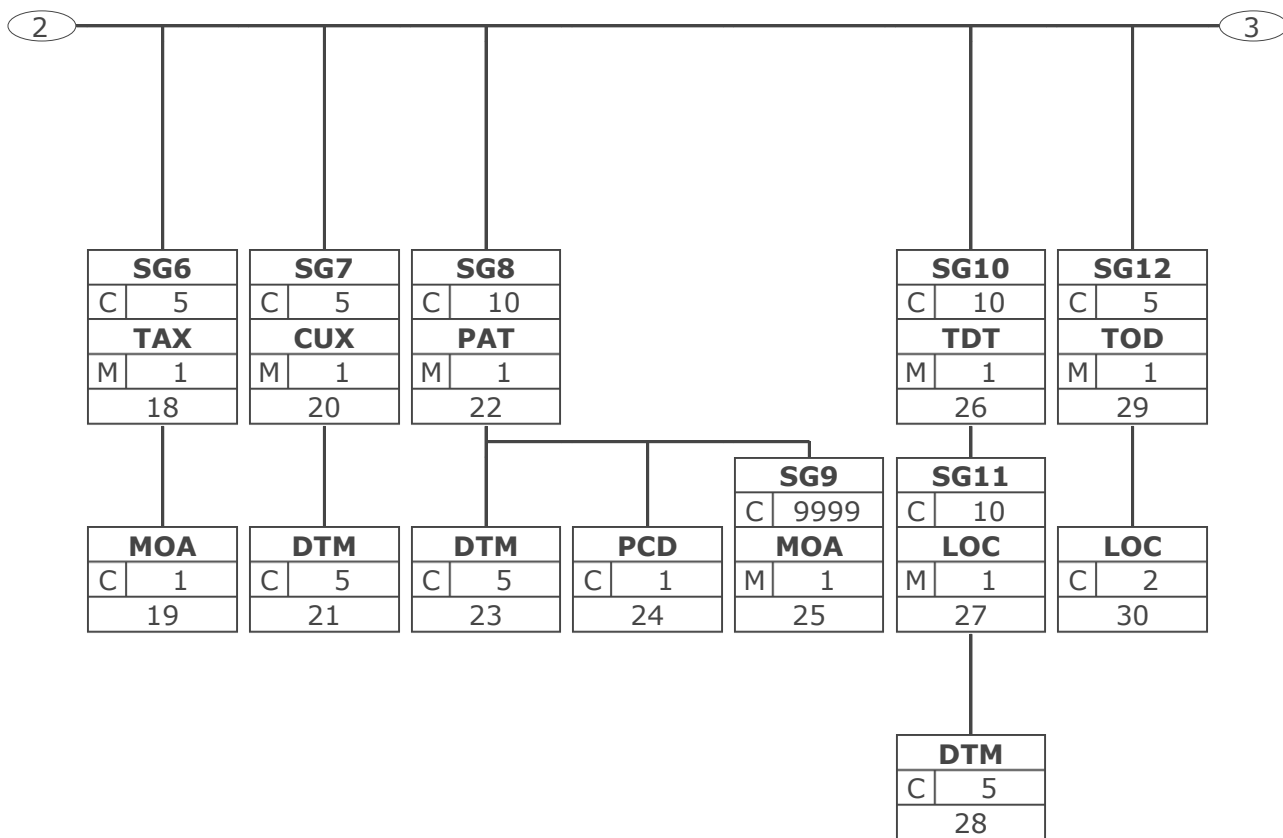 2 3
SG6 SG7 SG8 SG10 SG12
C 5 C 5 C 10 C 10 C 5
TAX CUX PAT TDT TOD
M 1 M 1 M 1 M 1 M 1
18 20 22 26 29
SG9 SG11
C 9999 C 10
MOA DTM DTM PCD MOA LOC LOC
C 1 C 5 C 5 C 1 M 1 M 1 C 2
19 21 23 24 25 27 30
DTM
C 5
28